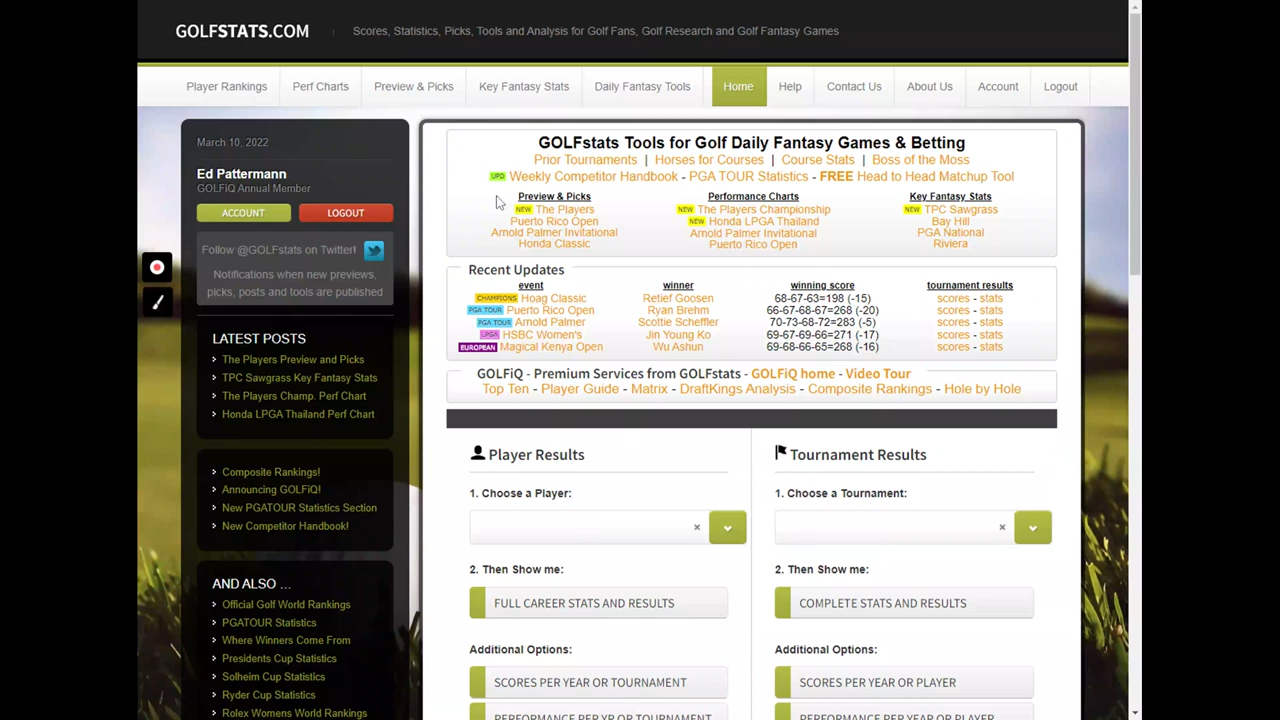 GOLFSTATS.COM
Scores, Statistics, Picks, Tools and Analysis for Golf Fans, Golf Research and Golf Fantasy Games
Player Rankings
Perf Charts
Preview & Picks
Key Fantasy Stats
Daily Fantasy Tools
Home
Help
Contact Us
About Us
Account
Logout
March 10, 2022
Ed Pattermann
GOLFiQ Annual Member
ACCOUNT
LOGOUT
Follow @GOLFstats on Twitter!
Notifications when new previews,
picks, posts and tools are published
LATEST POSTS
The Players Preview and Picks
TPC Sawgrass Key Fantasy Stats
The Players Champ. Perf Chart
Honda LPGA Thailand Perf Chart
Composite Rankings!
Announcing GOLFiQ!
New PGATOUR Statistics Section
New Competitor Handbook!
AND ALSO ...
Official Golf World Rankings
PGATOUR Statistics
Where Winners Come From
Presidents Cup Statistics
Solheim Cup Statistics
Ryder Cup Statistics
Rolex Womens World Rankings
GOLFstats Tools for Golf Daily Fantasy Games & Betting
Prior Tournaments | Horses for Courses | Course Stats | Boss of the Moss
UPD Weekly Competitor Handbook - PGA TOUR Statistics - FREE Head to Head Matchup Tool
Preview & Picks
NEW The Players
Puerto Rico Open
Arnold Palmer Invitational
Honda Classic
Performance Charts
NEW The Players Championship
NEW Honda LPGA Thailand
Arnold Palmer Invitational
Puerto Rico Open
Key Fantasy Stats
NEW TPC Sawgrass
Bay Hill
PGA National
Riviera
Recent Updates
event winner winning score tournament results
CHAMPIONS Hoag Classic Retief Goosen 68-67-63=198 (-15) scores - stats
PGA TOUR Puerto Rico Open Ryan Brehm 66-67-67-68=268 (-20) scores - stats
PGA TOUR Arnold Palmer Scottie Scheffler 70-73-68-72=283 (-5) scores - stats
LPGA HSBC Women's Jin Young Ko 69-67-69-66=271 (-17) scores - stats
EUROPEAN Magical Kenya Open Wu Ashun 69-68-66-65=268 (-16) scores - stats
GOLFiQ - Premium Services from GOLFstats - GOLFiQ home - Video Tour
Top Ten - Player Guide - Matrix - DraftKings Analysis - Composite Rankings - Hole by Hole
Player Results
1. Choose a Player:
2. Then Show me:
FULL CAREER STATS AND RESULTS
Additional Options:
SCORES PER YEAR OR TOURNAMENT
PERFORMANCE PER YR OR TOURNAMENT
Tournament Results
1. Choose a Tournament:
2. Then Show me:
COMPLETE STATS AND RESULTS
Additional Options:
SCORES PER YEAR OR PLAYER
PERFORMANCE PER YEAR OR PLAYER